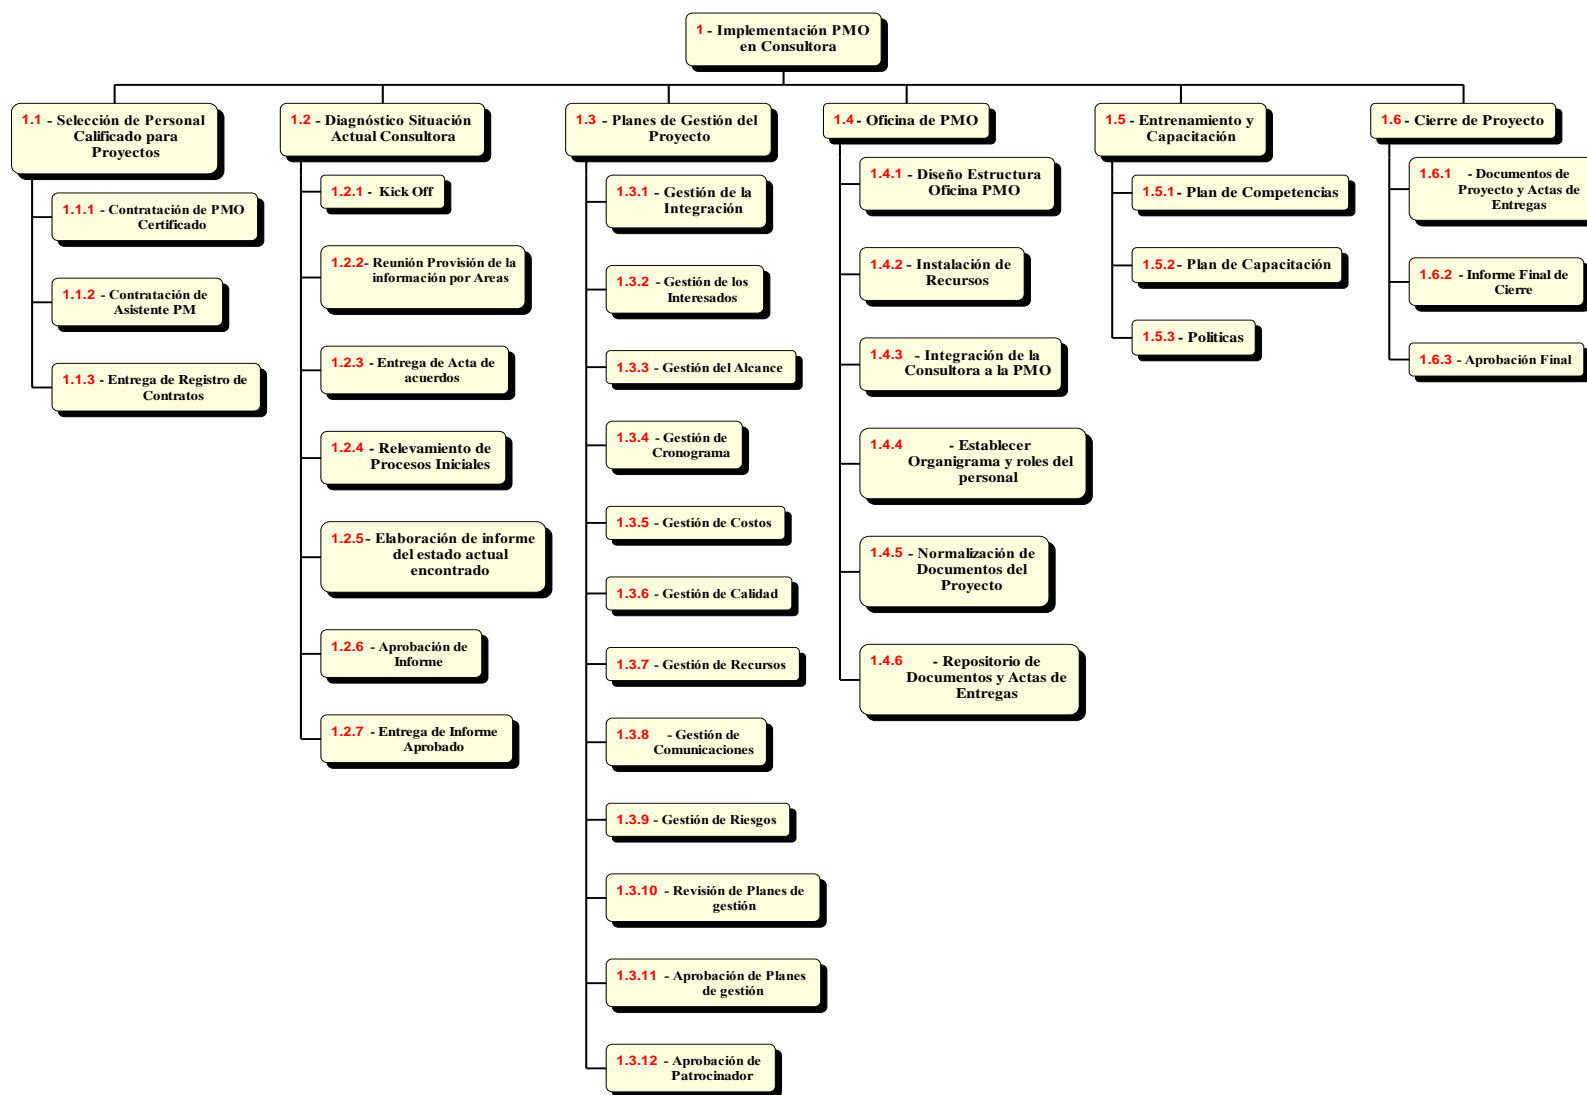 1 - Implementación PMO
en Consultora
1.1 - Selección de Personal
Calificado para
Proyectos
1.1.1 - Contratación de PMO
Certificado
1.1.2 - Contratación de
Asistente PM
1.1.3 - Entrega de Registro de
Contratos
1.2 - Diagnóstico Situación
Actual Consultora
1.2.1 - Kick Off
1.2.2 - Reunión Provisión de la
información por Areas
1.2.3 - Entrega de Acta de
acuerdos
1.2.4 - Relevamiento de
Procesos Iniciales
1.2.5 - Elaboración de informe
del estado actual
encontrado
1.2.6 - Aprobación de
Informe
1.2.7 - Entrega de Informe
Aprobado
1.3 - Planes de Gestión del
Proyecto
1.3.1 - Gestión de la
Integración
1.3.2 - Gestión de los
Interesados
1.3.3 - Gestión del Alcance
1.3.4 - Gestión de
Cronograma
1.3.5 - Gestión de Costos
1.3.6 - Gestión de Calidad
1.3.7 - Gestión de Recursos
1.3.8 - Gestión de
Comunicaciones
1.3.9 - Gestión de Riesgos
1.3.10 - Revisión de Planes de
gestión
1.3.11 - Aprobación de Planes
de gestión
1.3.12 - Aprobación de
Patrocinador
1.4 - Oficina de PMO
1.4.1 - Diseño Estructura
Oficina PMO
1.4.2 - Instalación de
Recursos
1.4.3 - Integración de la
Consultora a la PMO
1.4.4 - Establecer
Organigrama y roles del
personal
1.4.5 - Normalización de
Documentos del
Proyecto
1.4.6 - Repositorio de
Documentos y Actas de
Entregas
1.5 - Entrenamiento y
Capacitación
1.5.1 - Plan de Competencias
1.5.2 - Plan de Capacitación
1.5.3 - Politicas
1.6 - Cierre de Proyecto
1.6.1 - Documentos de
Proyecto y Actas de
Entregas
1.6.2 - Informe Final de
Cierre
1.6.3 - Aprobación Final